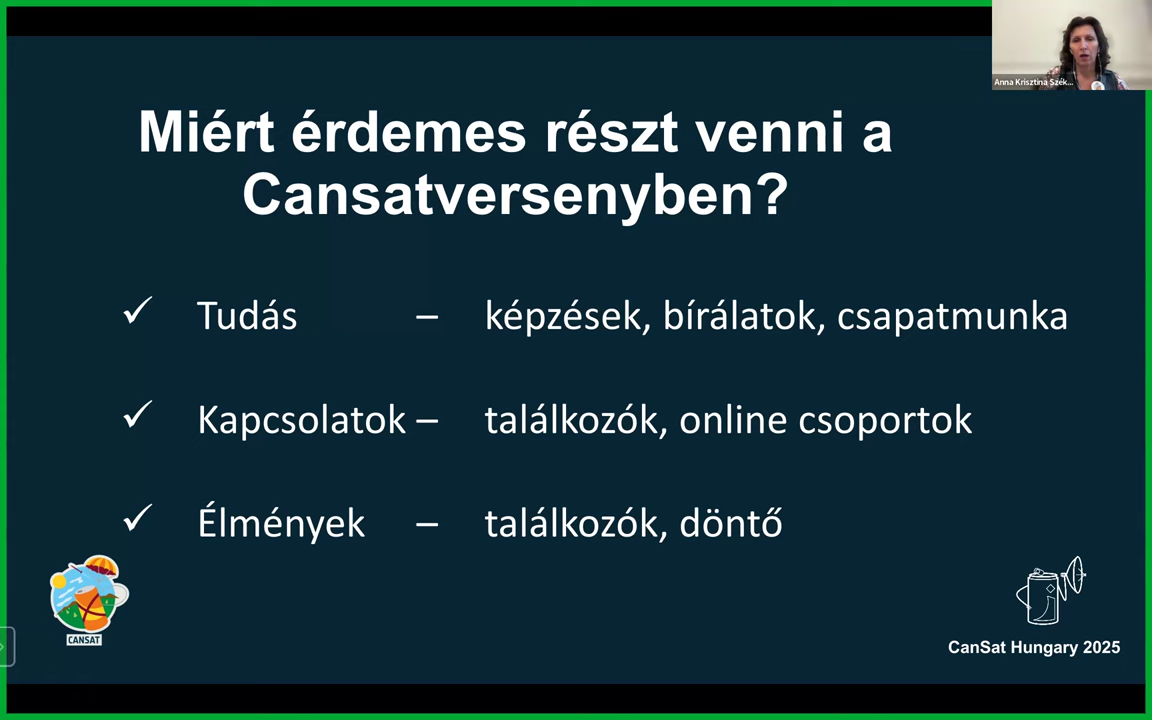 Anna Krisztina Szék...
Miért érdemes részt venni a
Cansatversenyben?
✓ Tudás – képzések, bírálatok, csapatmunka
✓ Kapcsolatok – találkozók, online csoportok
✓ Élmények – találkozók, döntő
CANSAT
CanSat Hungary 2025